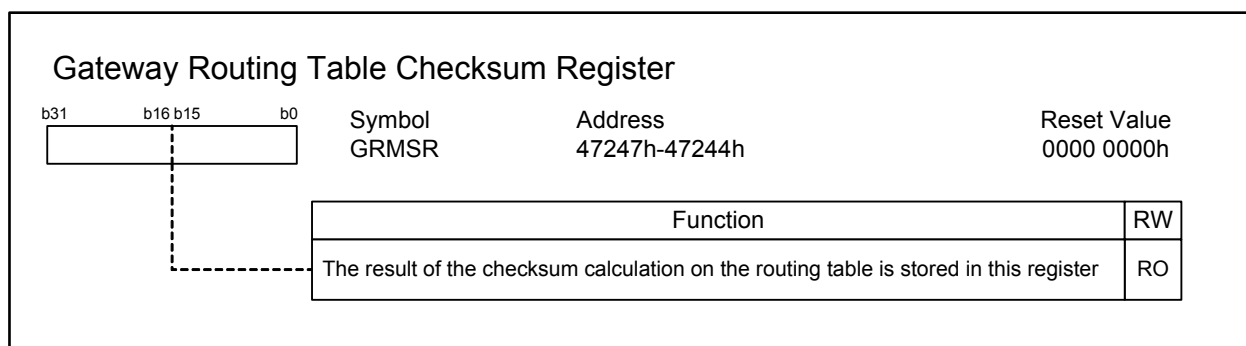 Gateway Routing Table Checksum Register
b31 b16 b15 b0
Symbol Address Reset Value
GRMSR 47247h-47244h 0000 0000h
Function RW
The result of the checksum calculation on the routing table is stored in this register RO